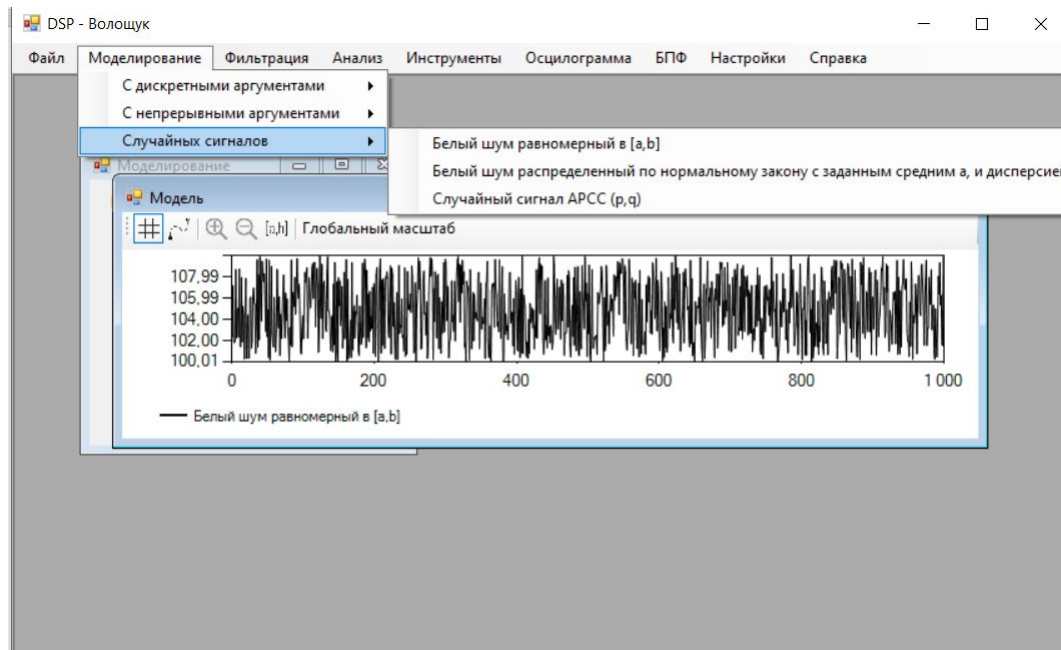 DSP - Волощук
Файл Моделирование Фильтрация Анализ Инструменты Осцилограмма БПФ Настройки Справка
С дискретными аргументами
С непрерывными аргументами
Случайных сигналов
Белый шум равномерный в [a,b]
Белый шум распределенный по нормальному закону с заданным средним a, и дисперсией
Случайный сигнал АРСС (p,q)
Моделирование
Модель
[a,b] Глобальный масштаб
107,99
105,99
104,00
102,00
100,01
0 200 400 600 800 1 000
Белый шум равномерный в [a,b]